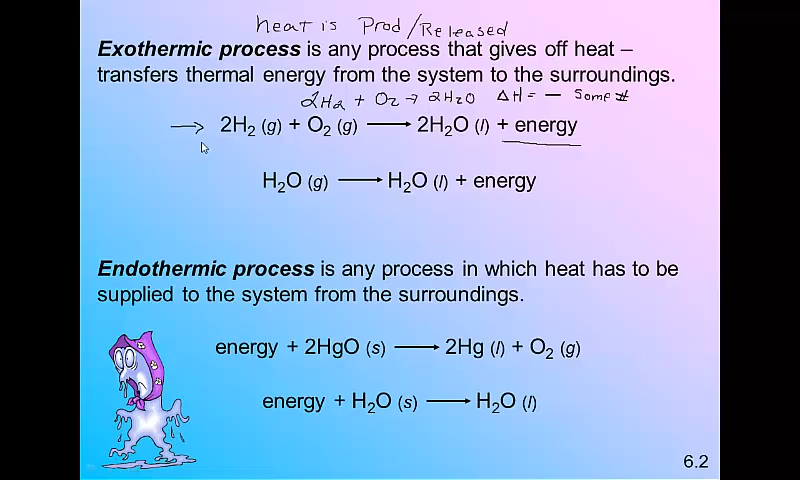 heat is Prod/Released
Exothermic process is any process that gives off heat –
transfers thermal energy from the system to the surroundings.
2H2 + O2 → 2H2O ΔH = – some #
→ 2H₂ (g) + O₂ (g) → 2H₂O (l) + energy
H₂O (g) → H₂O (l) + energy
Endothermic process is any process in which heat has to be
supplied to the system from the surroundings.
energy + 2HgO (s) → 2Hg (l) + O₂ (g)
energy + H₂O (s) → H₂O (l)
6.2